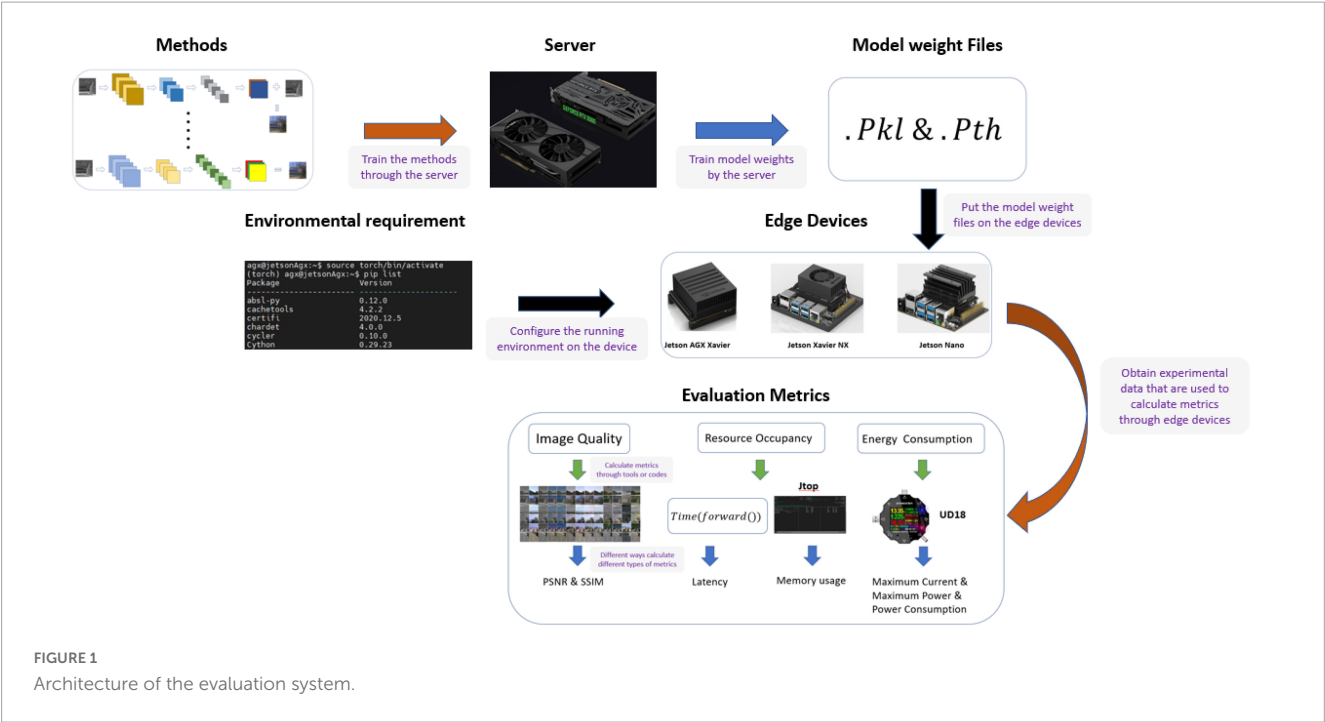 Methods
Server
Model weight Files
.Pkl & .Pth
Train the methods
through the server
Train model weights
by the server
GEFORCE RTX
Put the model weight
files on the edge devices
Environmental requirement
Edge Devices
agx@jetsonAgx:~$ source torch/bin/activate
(torch) agx@jetsonAgx:~$ pip list
Package Version
------------------------ --------------------
absl-py 0.12.0
cachetools 4.2.2
certifi 2020.12.5
chardet 4.0.0
cycler 0.10.0
Cython 0.29.23
Configure the running
environment on the device
Jetson AGX Xavier
Jetson Xavier NX
Jetson Nano
Obtain experimental
data that are used to
calculate metrics
through edge devices
Evaluation Metrics
Image Quality
Resource Occupancy
Energy Consumption
Calculate metrics
through tools or codes
Time(forward())
Jtop
UD18
Different ways calculate
different types of metrics
PSNR & SSIM
Latency
Memory usage
Maximum Current &
Maximum Power &
Power Consumption
FIGURE 1
Architecture of the evaluation system.